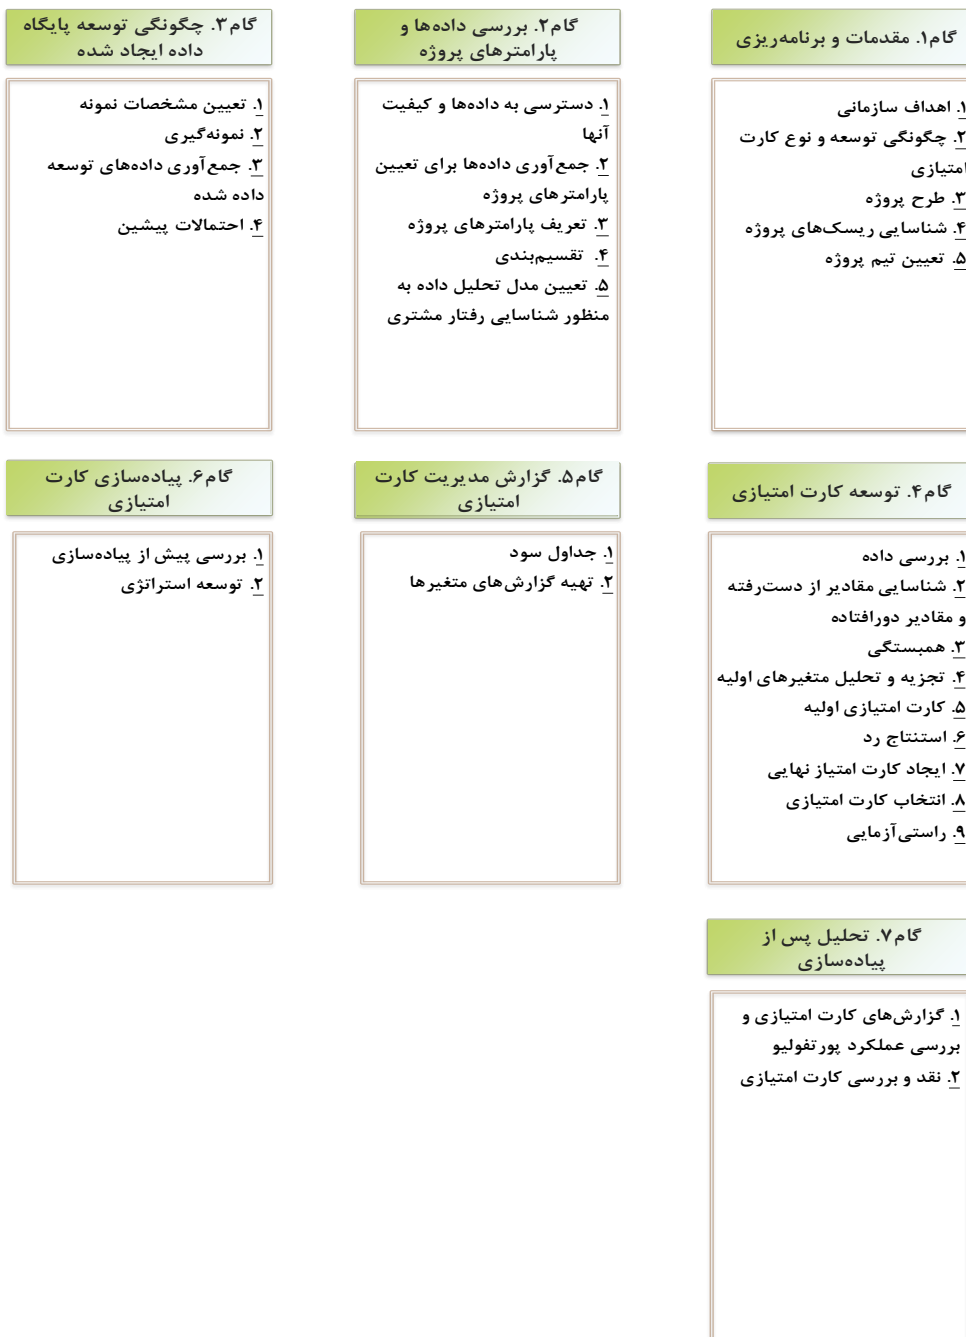 گام۱. مقدمات و برنامه‌ریزی
۱. اهداف سازمانی
۲. چگونگی توسعه و نوع کارت
امتیازی
۳. طرح پروژه
۴. شناسایی ریسک‌های پروژه
۵. تعیین تیم پروژه
گام۲. بررسی داده‌ها و
پارامترهای پروژه
۱. دسترسی به داده‌ها و کیفیت
آنها
۲. جمع‌آوری داده‌ها برای تعیین
پارامترهای پروژه
۳. تعریف پارامترهای پروژه
۴. تقسیم‌بندی
۵. تعیین مدل تحلیل داده به
منظور شناسایی رفتار مشتری
گام۳. چگونگی توسعه پایگاه
داده ایجاد شده
۱. تعیین مشخصات نمونه
۲. نمونه‌گیری
۳. جمع‌آوری داده‌های توسعه
داده شده
۴. احتمالات پیشین
گام۴. توسعه کارت امتیازی
۱. بررسی داده
۲. شناسایی مقادیر از دست‌رفته
و مقادیر دورافتاده
۳. همبستگی
۴. تجزیه و تحلیل متغیرهای اولیه
۵. کارت امتیازی اولیه
۶. استنتاج رد
۷. ایجاد کارت امتیاز نهایی
۸. انتخاب کارت امتیازی
۹. راستی‌آزمایی
گام۵. گزارش مدیریت کارت
امتیازی
۱. جداول سود
۲. تهیه گزارش‌های متغیرها
گام۶. پیاده‌سازی کارت
امتیازی
۱. بررسی پیش از پیاده‌سازی
۲. توسعه استراتژی
گام۷. تحلیل پس از
پیاده‌سازی
۱. گزارش‌های کارت امتیازی و
بررسی عملکرد پورتفولیو
۲. نقد و بررسی کارت امتیازی